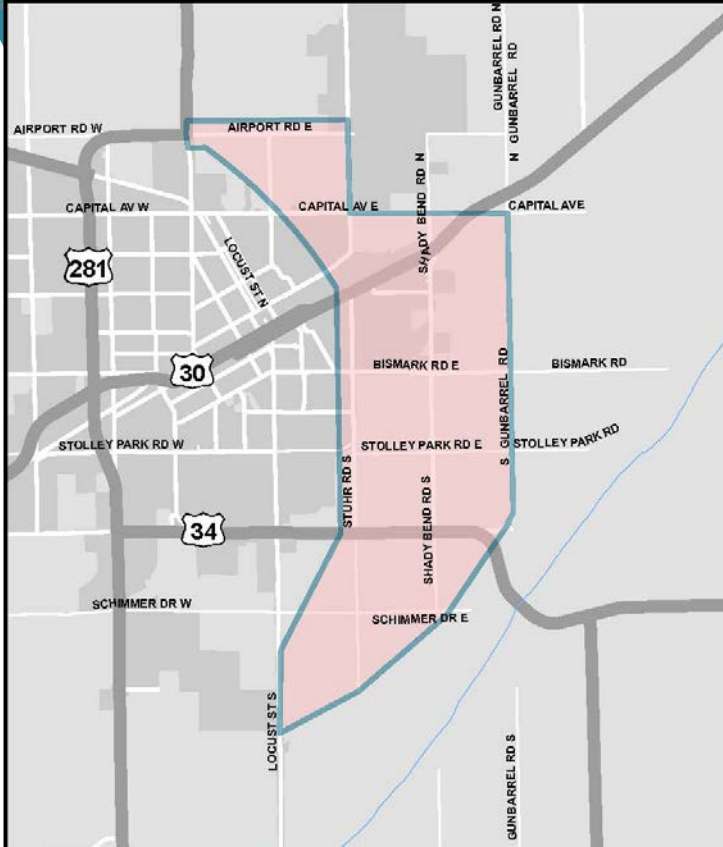 GUNBARREL RD N
N GUNBARREL RD
AIRPORT RD W
AIRPORT RD E
SHADY BEND RD N
CAPITAL AV W
CAPITAL AV E
CAPITAL AVE
LOCUST ST N
281
30
BISMARK RD E
BISMARK RD
S GUNBARREL RD
STOLLEY PARK RD W
STOLLEY PARK RD E
STOLLEY PARK RD
STUHR RD S
34
SHADY BEND RD S
SCHIMMER DR W
SCHIMMER DR E
LOCUST ST S
GUNBARREL RD S